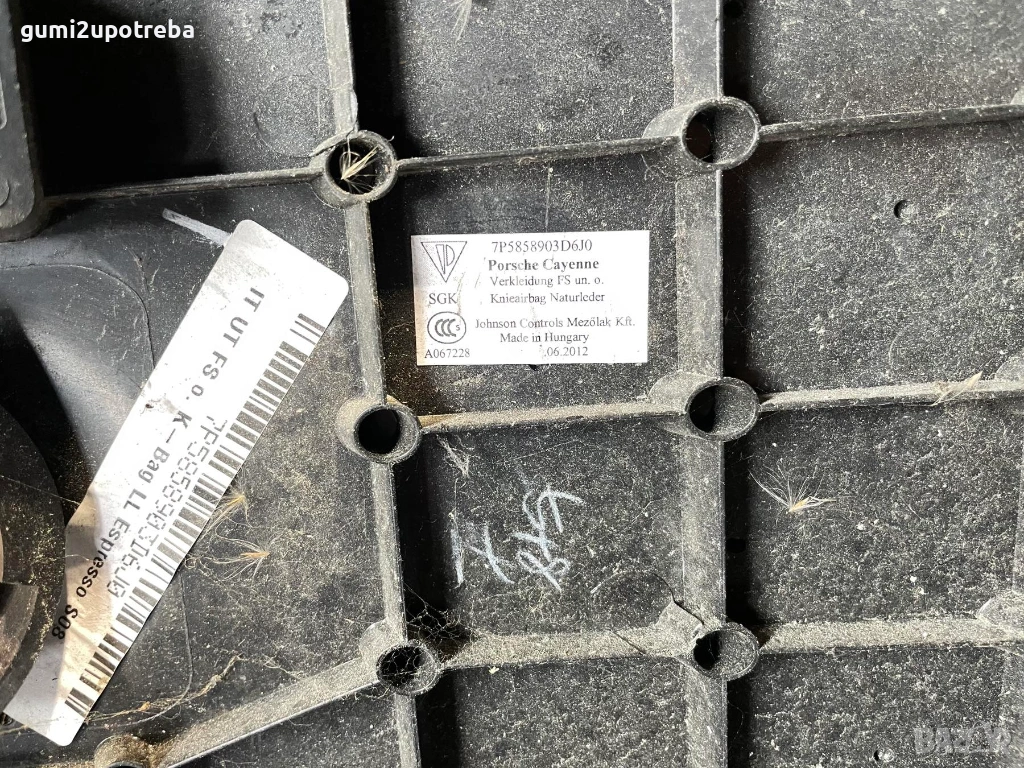 gumi2upotreba
7P5858903D6J0
Porsche Cayenne
Verkleidung FS un. o.
SGK
Knieairbag Naturleder
Johnson Controls Mezőlak Kft.
Made in Hungary
A067228
.06.2012
IT UT FS o. K-Bag LL Espresso S08
7P5858903D6J0